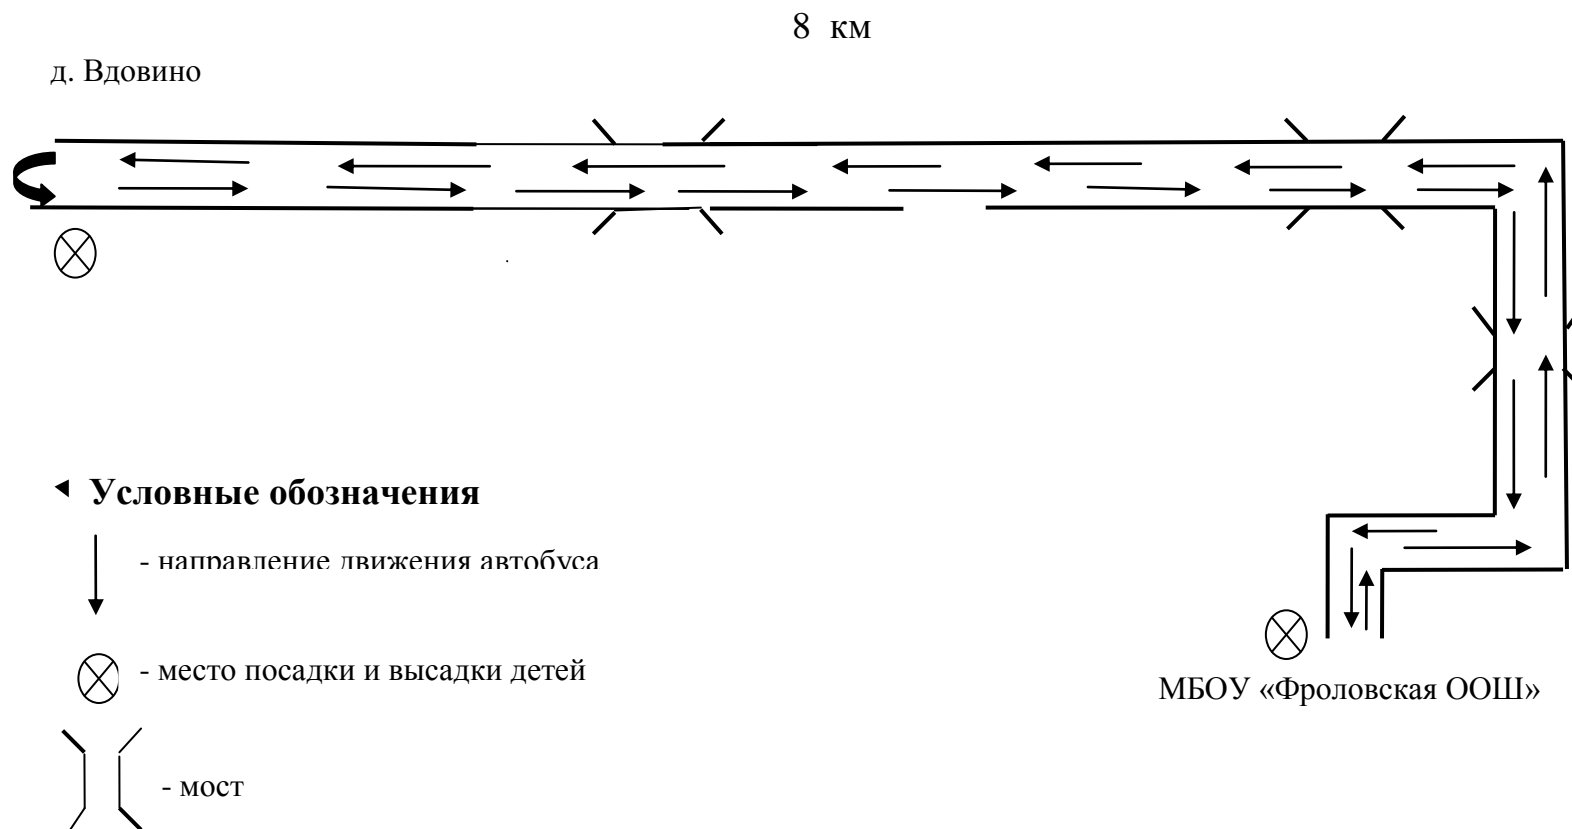 8 км
д. Вдовино
Условные обозначения
- направление движения автобуса
- место посадки и высадки детей
МБОУ «Фроловская ООШ»
- мост